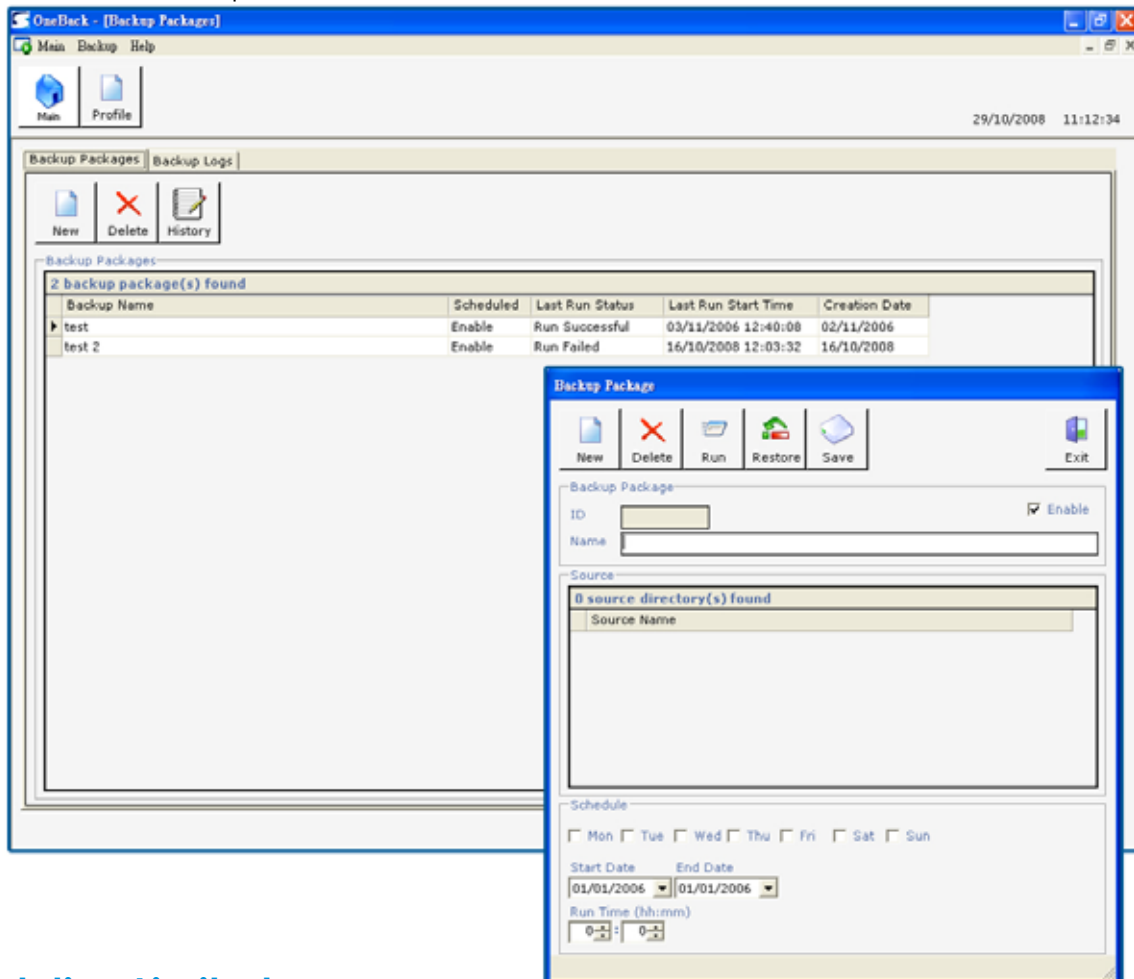 OneBack - [Backup Packages]
Main Backup Help
Main Profile
29/10/2008 11:12:34
Backup Packages Backup Logs
New Delete History
Backup Packages
2 backup package(s) found
Backup Name Scheduled Last Run Status Last Run Start Time Creation Date
test Enable Run Successful 03/11/2006 12:40:08 02/11/2006
test 2 Enable Run Failed 16/10/2008 12:03:32 16/10/2008
Backup Package
New Delete Run Restore Save Exit
Backup Package
ID Enable
Name
Source
0 source directory(s) found
Source Name
Schedule
Mon Tue Wed Thu Fri Sat Sun
Start Date End Date
01/01/2006 01/01/2006
Run Time (hh:mm)
0 : 0